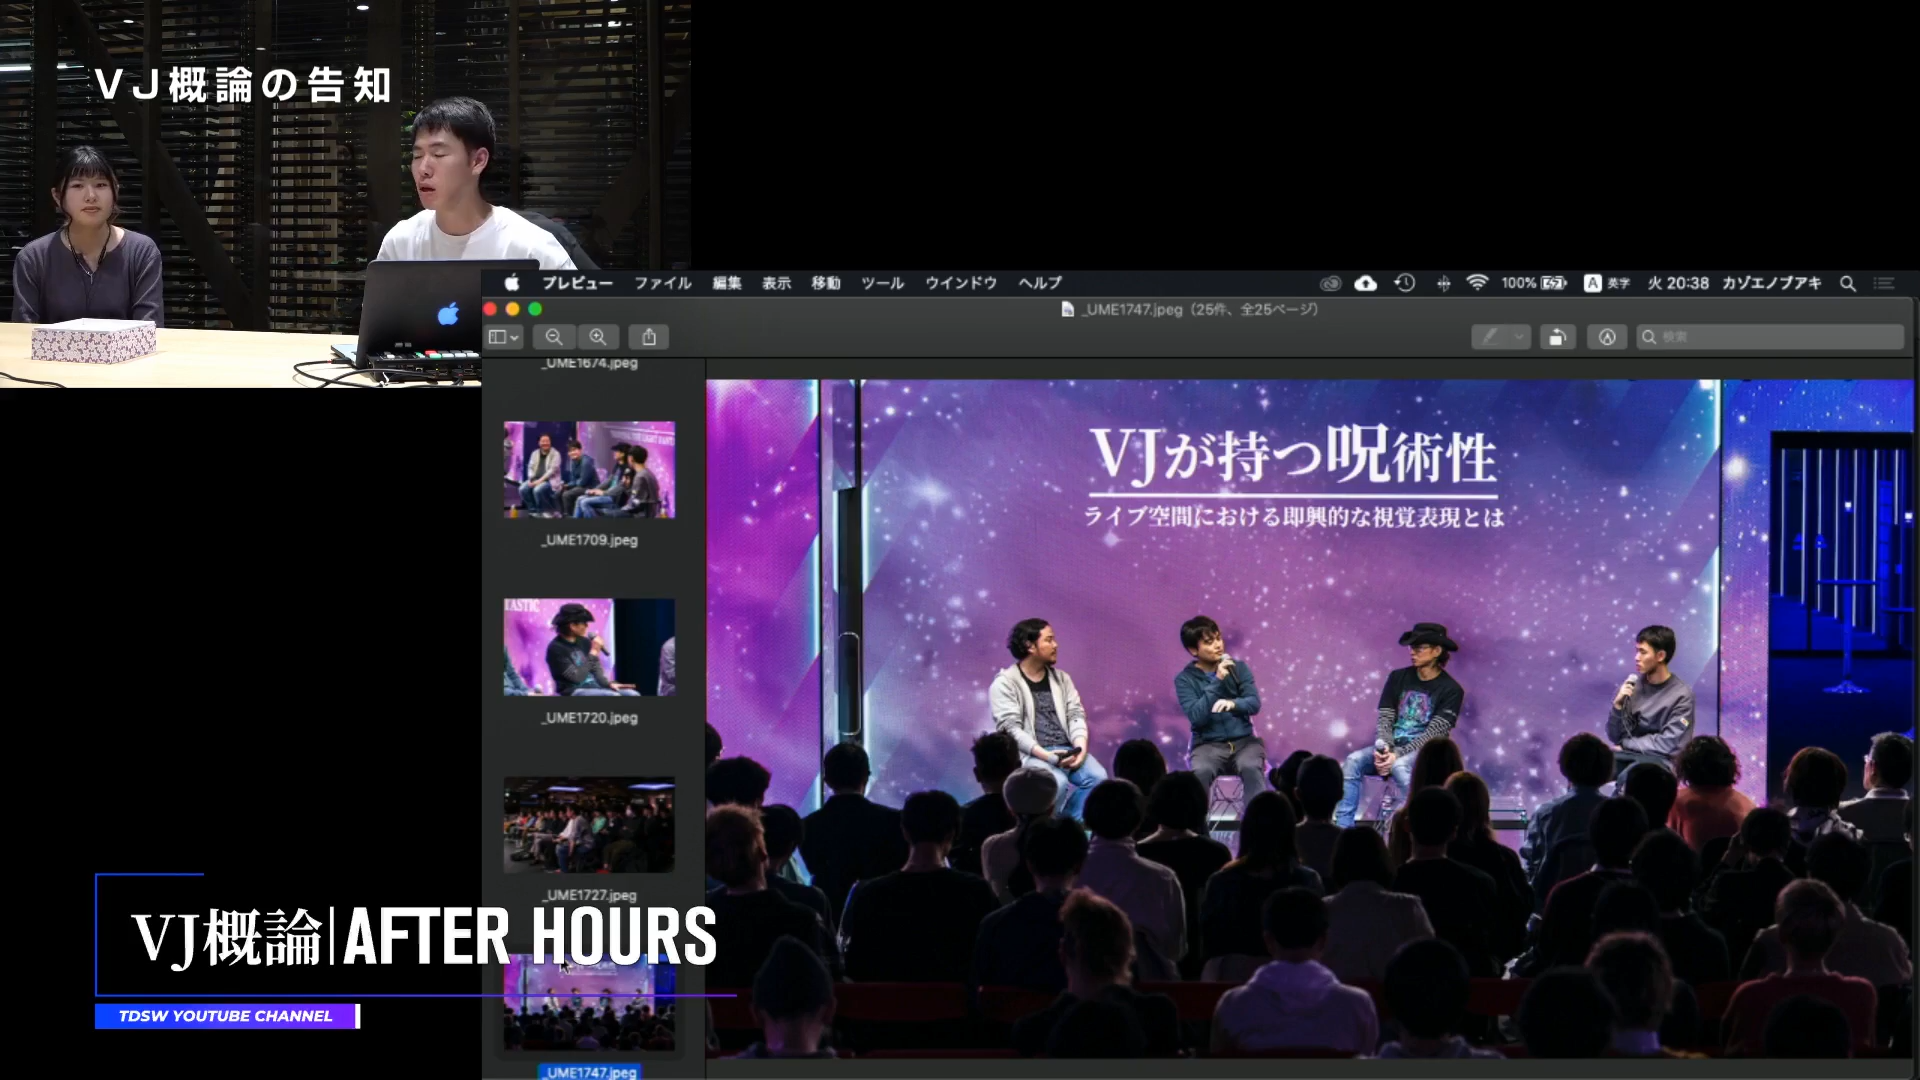 VJ概論の告知
プレビュー ファイル 編集 表示 移動 ツール ウインドウ ヘルプ
100% A 英字 火 20:38 カゾエノブアキ
_UME1747.jpeg（25件、全25ページ）
検索
_UME1674.jpeg
_UME1709.jpeg
TASTIC
_UME1720.jpeg
_UME1727.jpeg
_UME1747.jpeg
VJが持つ呪術性
ライブ空間における即興的な視覚表現とは
VJ概論|AFTER HOURS
TDSW YOUTUBE CHANNEL